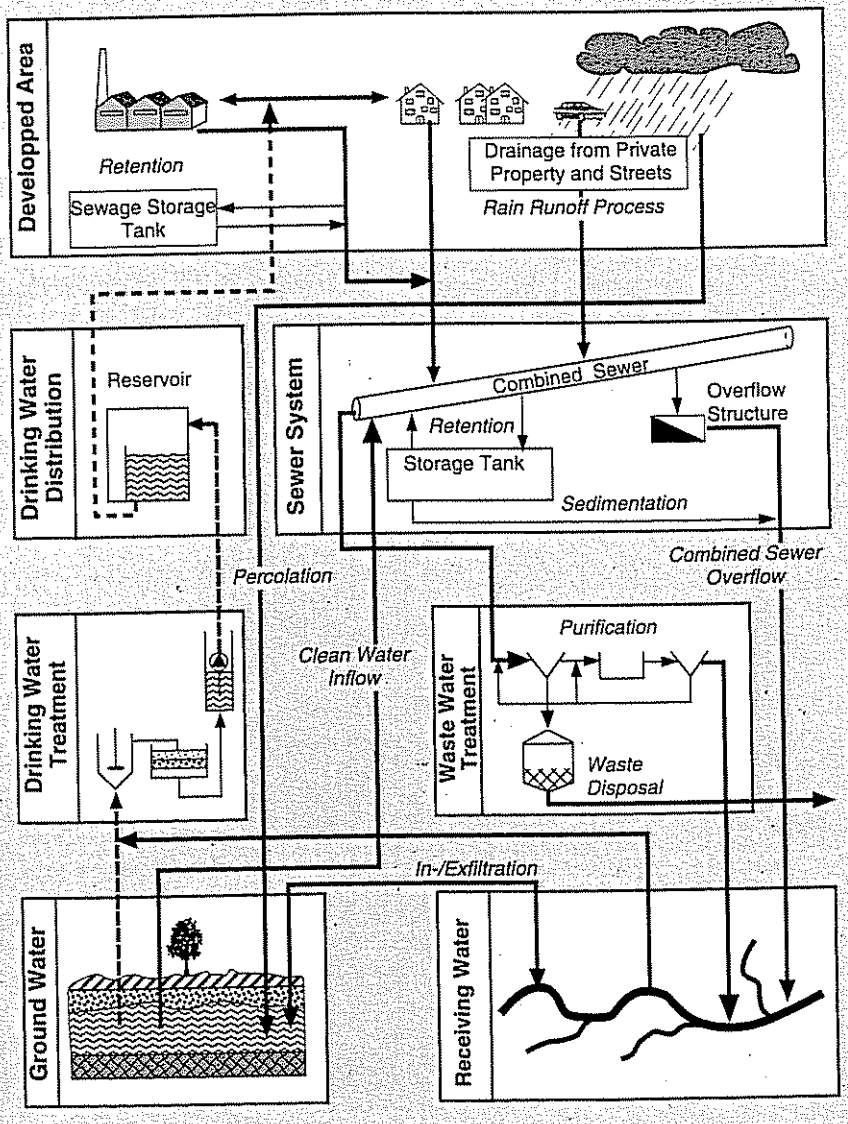 Developped Area
Retention
Sewage Storage
Tank
Drainage from Private
Property and Streets
Rain Runoff Process
Drinking Water
Distribution
Reservoir
Sewer System
Combined Sewer
Retention
Storage Tank
Overflow
Structure
Sedimentation
Percolation
Combined Sewer
Overflow
Drinking Water
Treatment
Clean Water
Inflow
Waste Water
Treatment
Purification
Waste
Disposal
In-/Exfiltration
Ground Water
Receiving Water